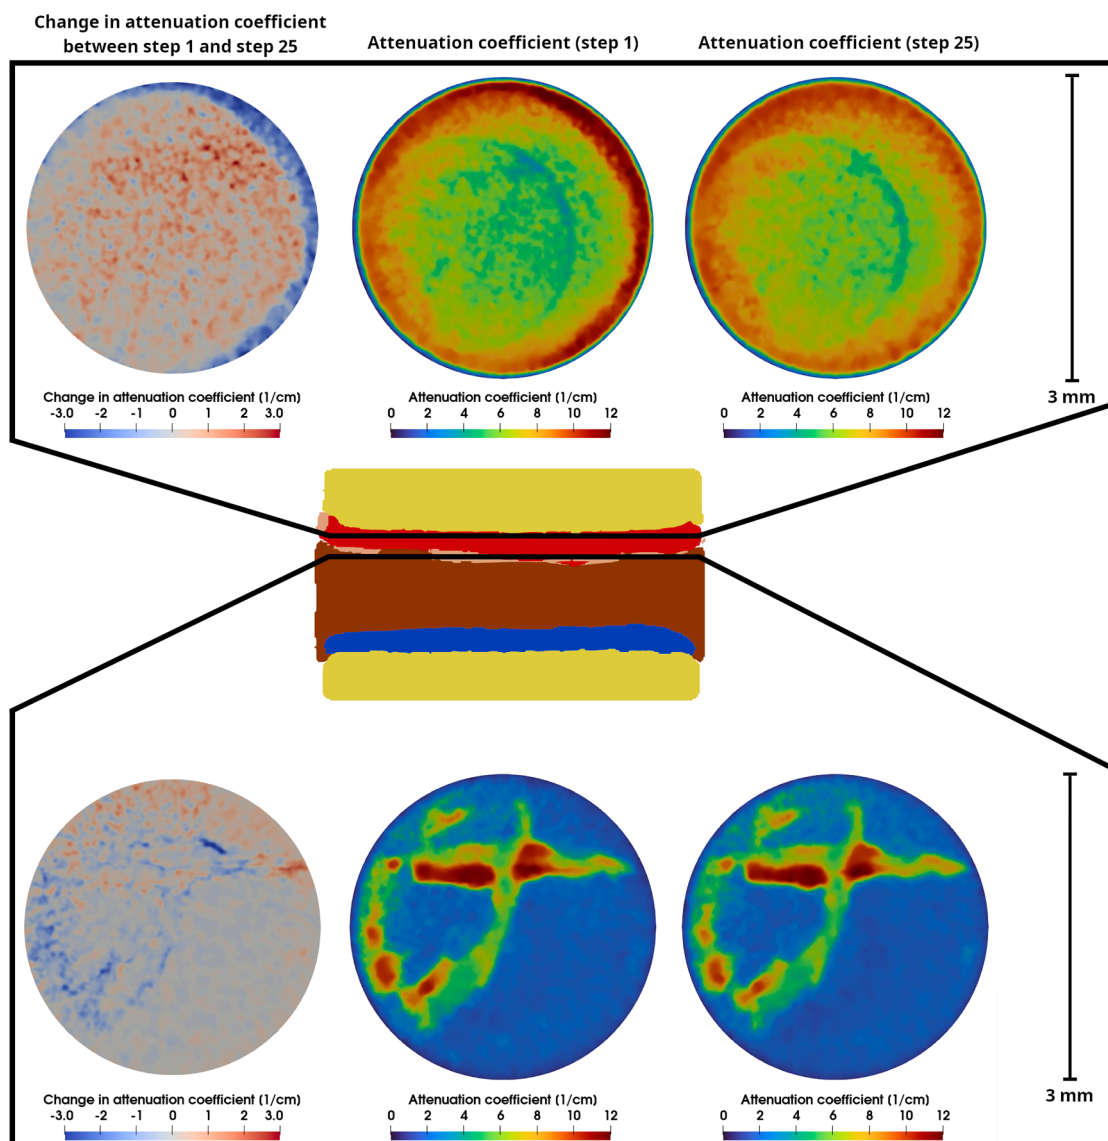 Change in attenuation coefficient
between step 1 and step 25
Attenuation coefficient (step 1)
Attenuation coefficient (step 25)
Change in attenuation coefficient (1/cm)
-3.0 -2 -1 0 1 2 3.0
Attenuation coefficient (1/cm)
0 2 4 6 8 10 12
Attenuation coefficient (1/cm)
0 2 4 6 8 10 12
3 mm
Change in attenuation coefficient (1/cm)
-3.0 -2 -1 0 1 2 3.0
Attenuation coefficient (1/cm)
0 2 4 6 8 10 12
Attenuation coefficient (1/cm)
0 2 4 6 8 10 12
3 mm